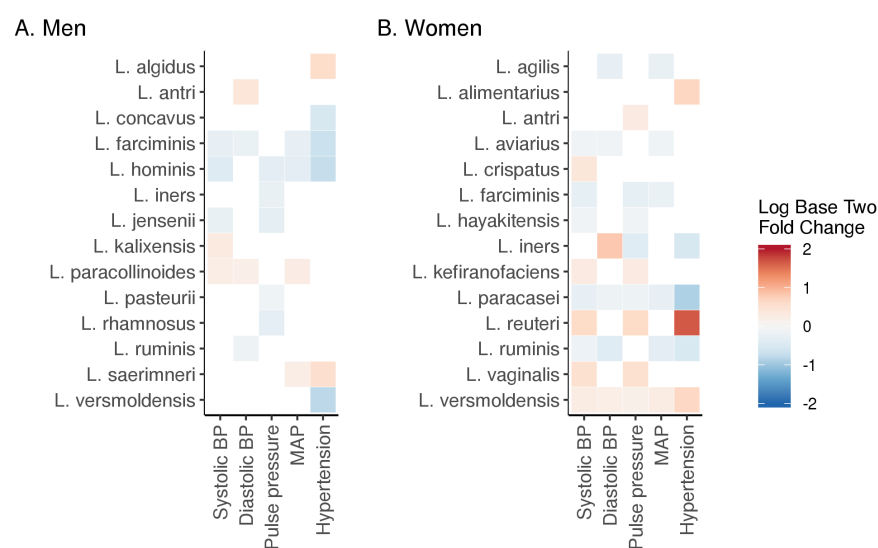 A. Men
L. algidus
L. antri
L. concavus
L. farciminis
L. hominis
L. iners
L. jensenii
L. kalixensis
L. paracollinoides
L. pasteurii
L. rhamnosus
L. ruminis
L. saerimneri
L. versmoldensis
Systolic BP
Diastolic BP
Pulse pressure
MAP
Hypertension
B. Women
L. agilis
L. alimentarius
L. antri
L. aviarius
L. crispatus
L. farciminis
L. hayakitensis
L. iners
L. kefiranofaciens
L. paracasei
L. reuteri
L. ruminis
L. vaginalis
L. versmoldensis
Systolic BP
Diastolic BP
Pulse pressure
MAP
Hypertension
Log Base Two
Fold Change
2
1
0
-1
-2